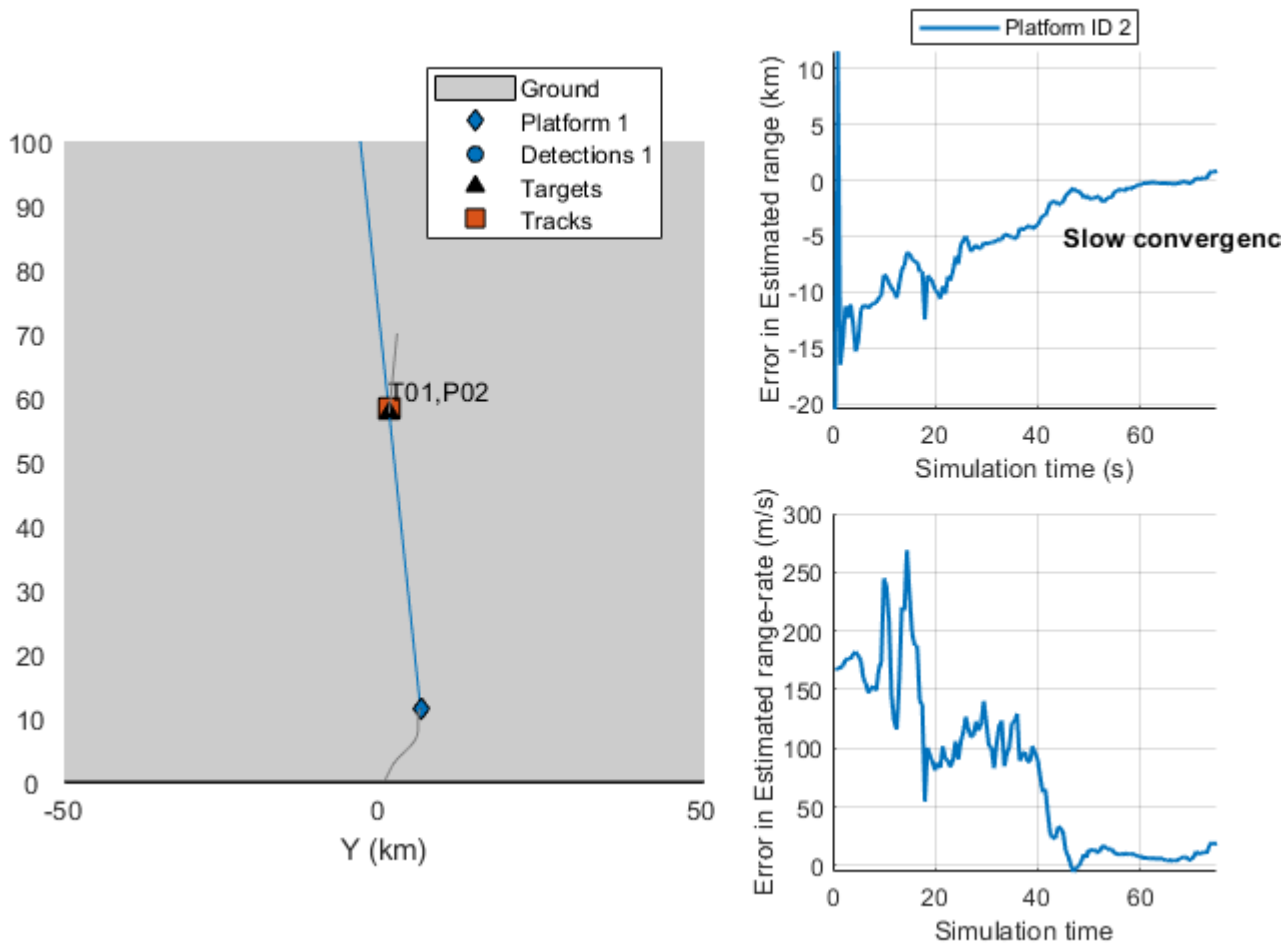 Ground
Platform 1
Detections 1
Targets
Tracks
100
90
80
70
60
50
40
30
20
10
0
-50
0
50
Y (km)
T01,P02
Platform ID 2
Error in Estimated range (km)
10
5
0
-5
-10
-15
-20
Slow convergenc
0
20
40
60
Simulation time (s)
Error in Estimated range-rate (m/s)
300
250
200
150
100
50
0
0
20
40
60
Simulation time